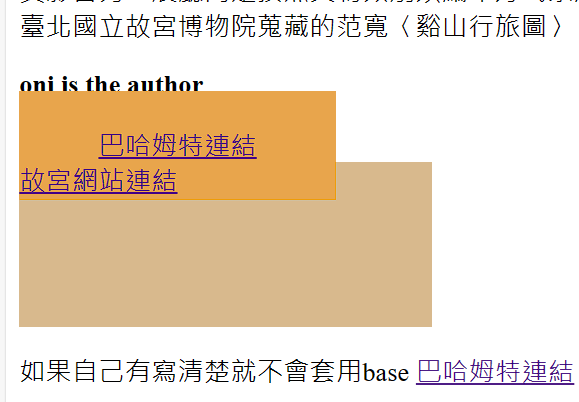 臺北國立故宮博物院蒐藏的范寬〈谿山行旅圖〉
oni is the author
巴哈姆特連結
故宮網站連結
如果自己有寫清楚就不會套用base 巴哈姆特連結